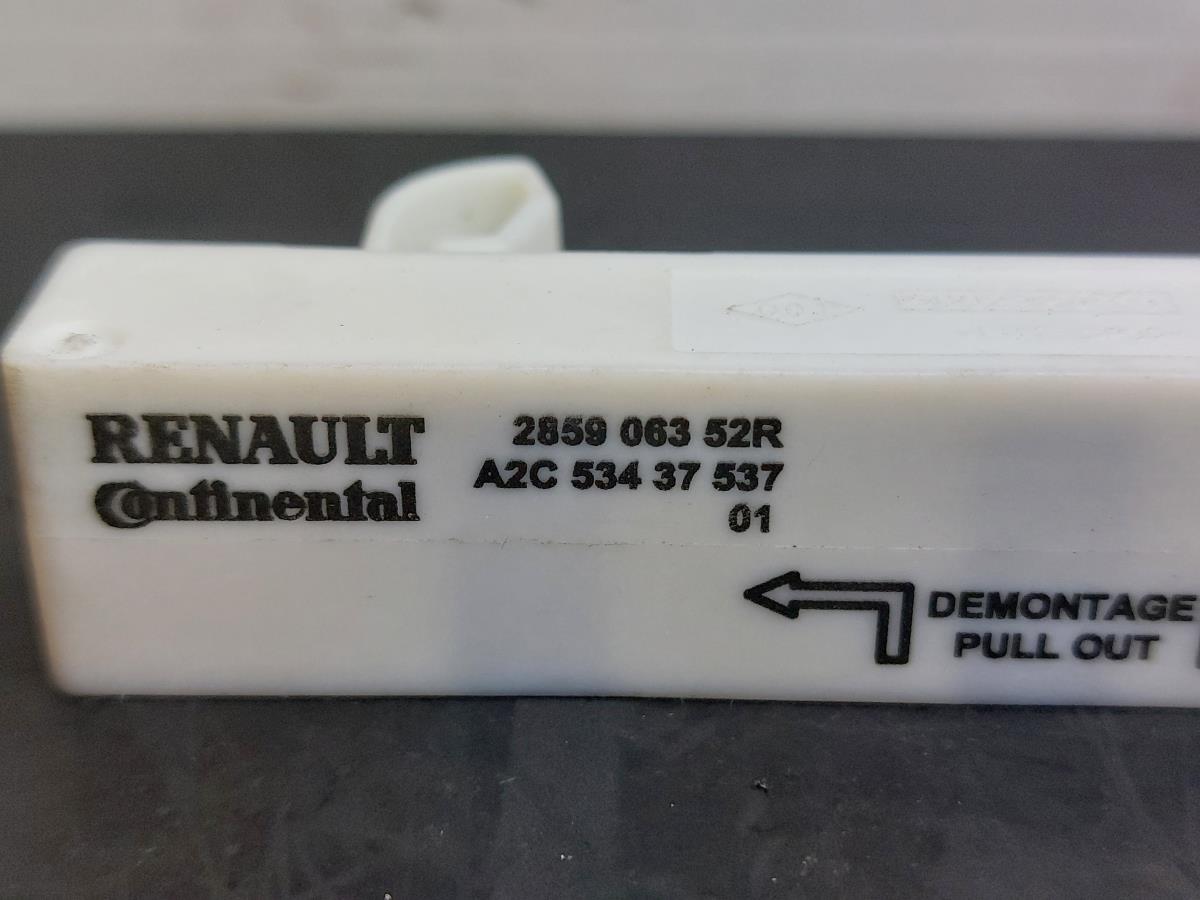 RENAULT
Continental
2859 063 52R
A2C 534 37 537
01
DEMONTAGE
PULL OUT